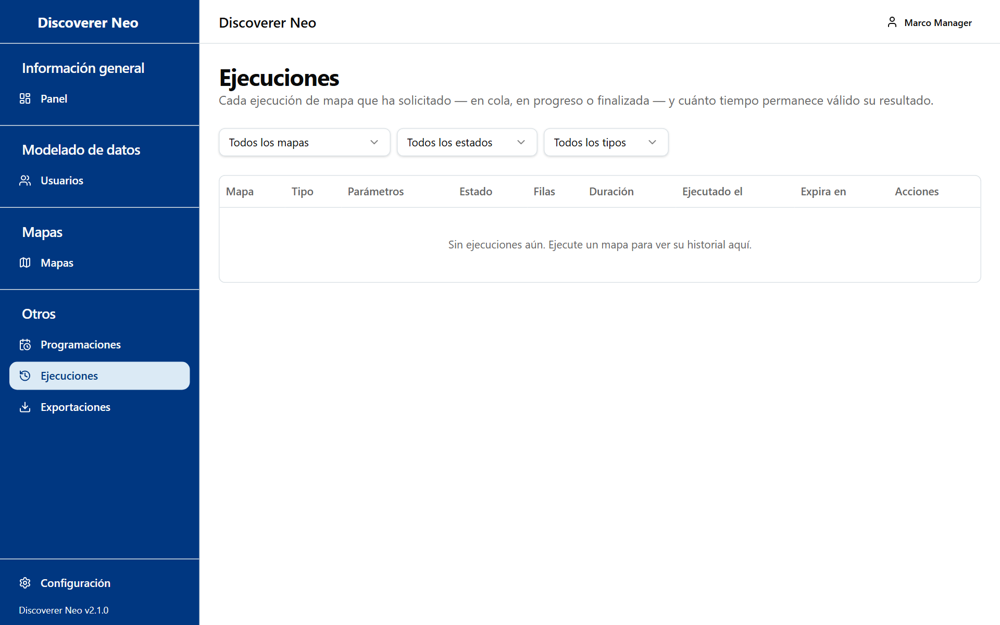 Discoverer Neo
Información general
Panel
Modelado de datos
Usuarios
Mapas
Mapas
Otros
Programaciones
Ejecuciones
Exportaciones
Configuración
Discoverer Neo v2.1.0
Discoverer Neo
Marco Manager
Ejecuciones
Cada ejecución de mapa que ha solicitado — en cola, en progreso o finalizada — y cuánto tiempo permanece válido su resultado.
Todos los mapas
Todos los estados
Todos los tipos
Mapa Tipo Parámetros Estado Filas Duración Ejecutado el Expira en Acciones
Sin ejecuciones aún. Ejecute un mapa para ver su historial aquí.